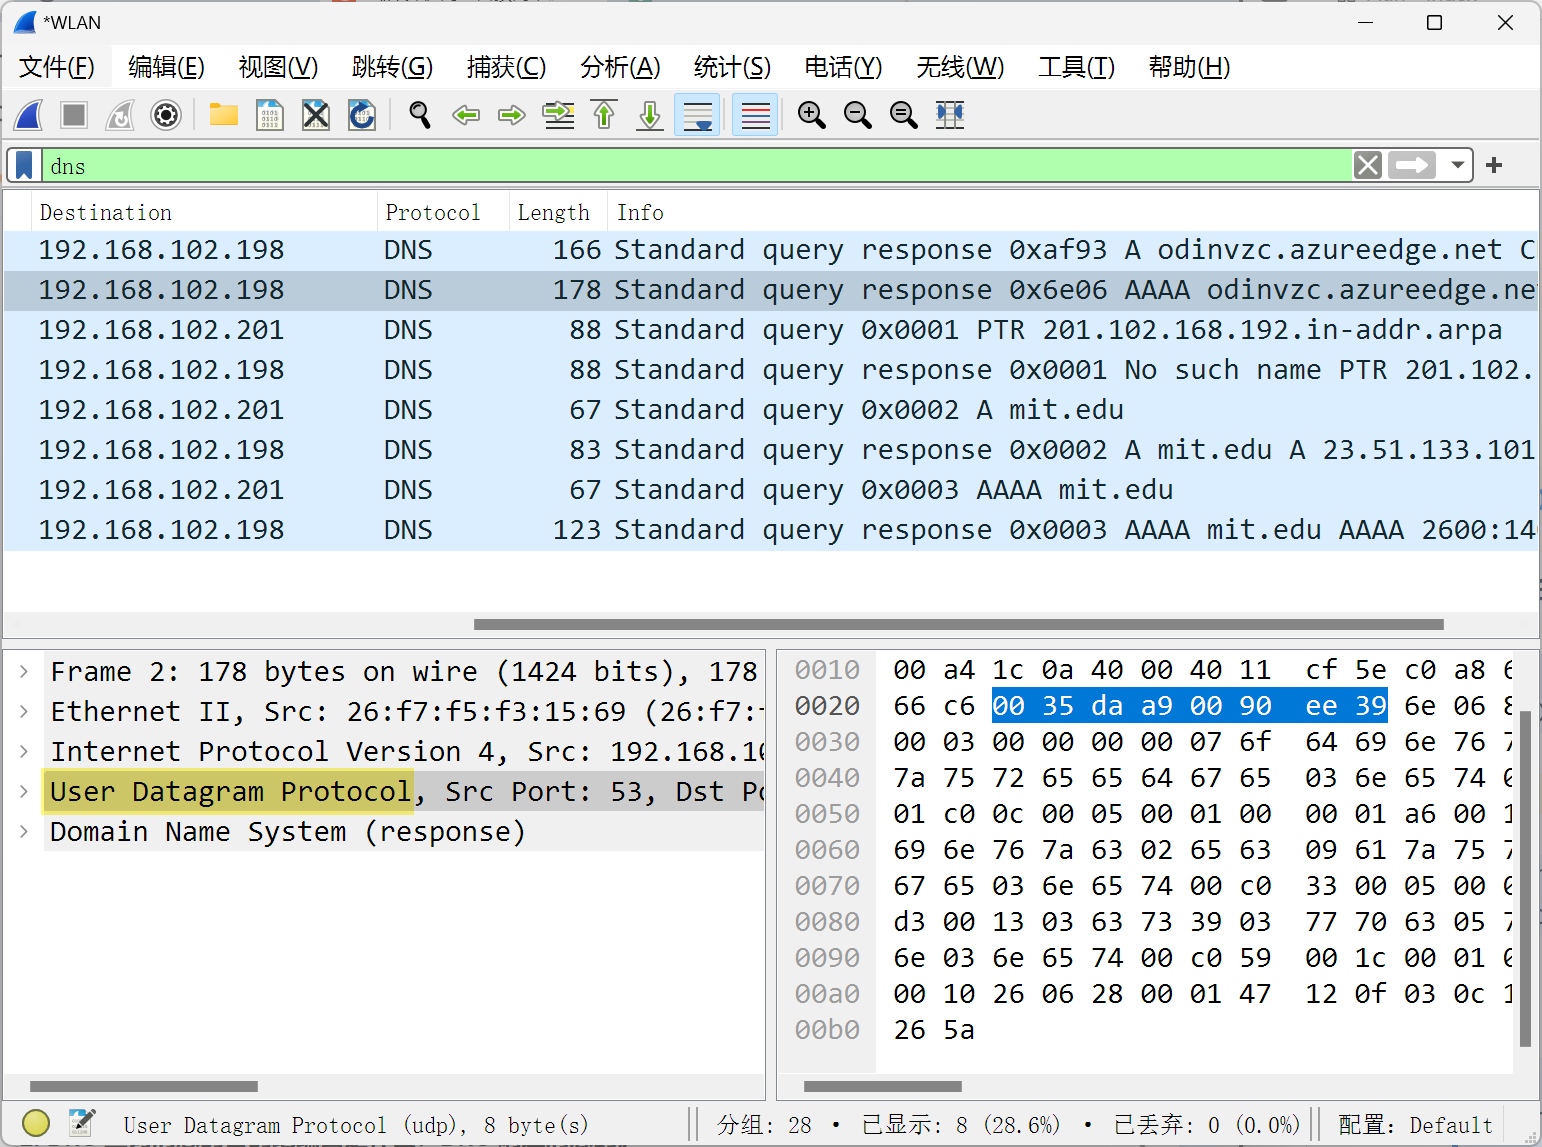 *WLAN
文件(F) 编辑(E) 视图(V) 跳转(G) 捕获(C) 分析(A) 统计(S) 电话(Y) 无线(W) 工具(T) 帮助(H)
dns
Destination Protocol Length Info
192.168.102.198 DNS 166 Standard query response 0xaf93 A odinvzc.azureedge.net C
192.168.102.198 DNS 178 Standard query response 0x6e06 AAAA odinvzc.azureedge.ne
192.168.102.201 DNS 88 Standard query 0x0001 PTR 201.102.168.192.in-addr.arpa
192.168.102.198 DNS 88 Standard query response 0x0001 No such name PTR 201.102.
192.168.102.201 DNS 67 Standard query 0x0002 A mit.edu
192.168.102.198 DNS 83 Standard query response 0x0002 A mit.edu A 23.51.133.101
192.168.102.201 DNS 67 Standard query 0x0003 AAAA mit.edu
192.168.102.198 DNS 123 Standard query response 0x0003 AAAA mit.edu AAAA 2600:14
Frame 2: 178 bytes on wire (1424 bits), 178
Ethernet II, Src: 26:f7:f5:f3:15:69 (26:f7:
Internet Protocol Version 4, Src: 192.168.10
User Datagram Protocol, Src Port: 53, Dst Po
Domain Name System (response)
0010 00 a4 1c 0a 40 00 40 11 cf 5e c0 a8 6
0020 66 c6 00 35 da a9 00 90 ee 39 6e 06 8
0030 00 03 00 00 00 00 07 6f 64 69 6e 76 7
0040 7a 75 72 65 65 64 67 65 03 6e 65 74 0
0050 01 c0 0c 00 05 00 01 00 00 01 a6 00 1
0060 69 6e 76 7a 63 02 65 63 09 61 7a 75 7
0070 67 65 03 6e 65 74 00 c0 33 00 05 00 0
0080 d3 00 13 03 63 73 39 03 77 70 63 05 7
0090 6e 03 6e 65 74 00 c0 59 00 1c 00 01 0
00a0 00 10 26 06 28 00 01 47 12 0f 03 0c 1
00b0 26 5a
User Datagram Protocol (udp), 8 byte(s) 分组: 28 · 已显示: 8 (28.6%) · 已丢弃: 0 (0.0%) 配置: Default